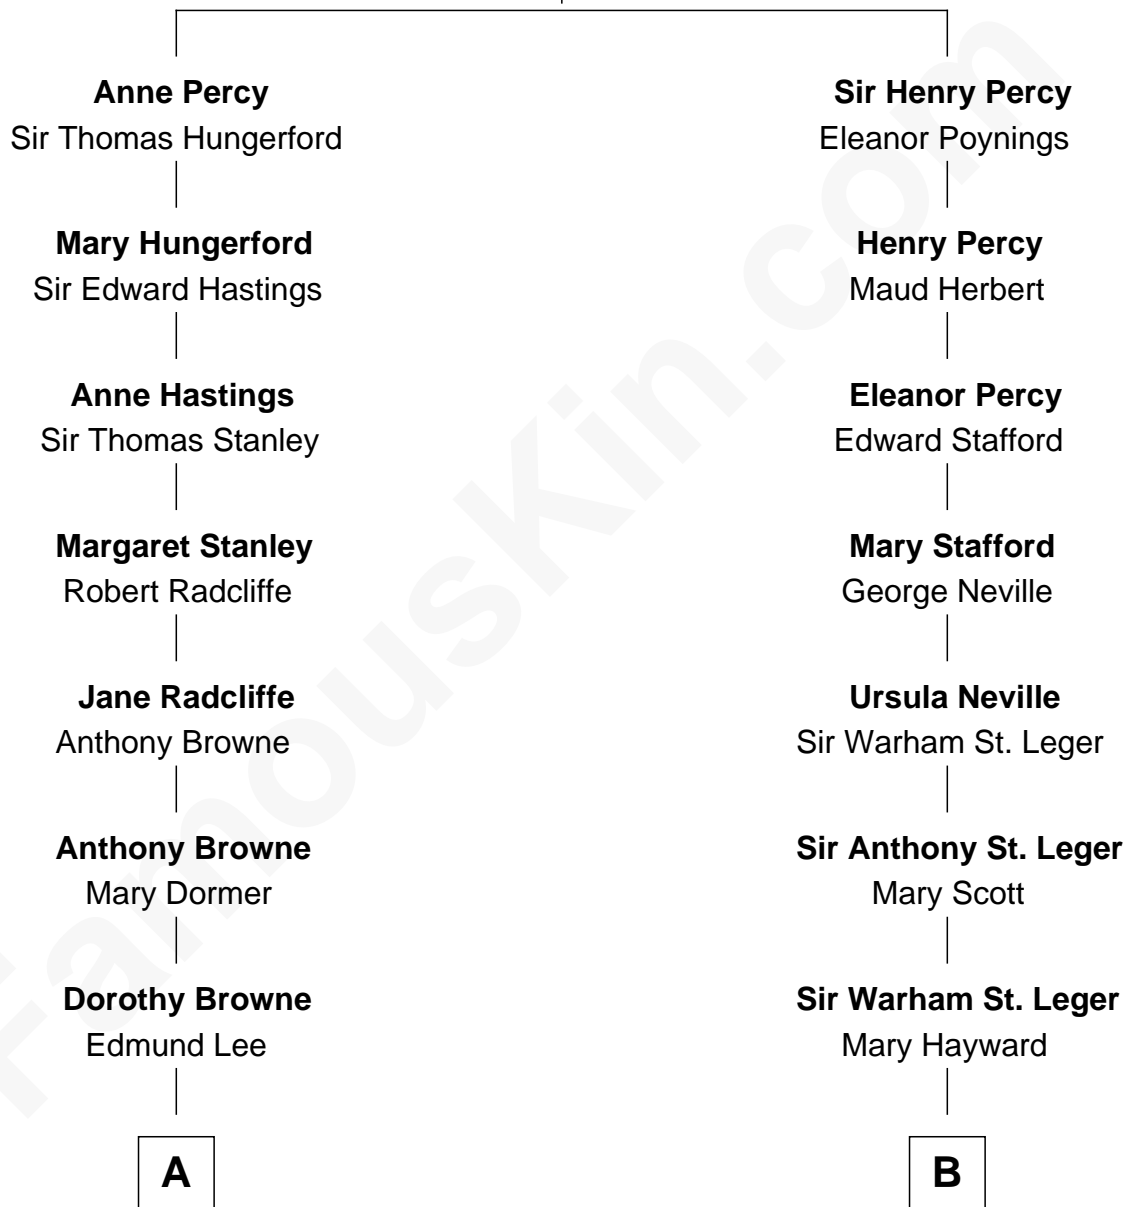 Anne Percy
Sir Thomas Hungerford
Mary Hungerford
Sir Edward Hastings
Anne Hastings
Sir Thomas Stanley
Margaret Stanley
Robert Radcliffe
Jane Radcliffe
Anthony Browne
Anthony Browne
Mary Dormer
Dorothy Browne
Edmund Lee
A
Sir Henry Percy
Eleanor Poynings
Henry Percy
Maud Herbert
Eleanor Percy
Edward Stafford
Mary Stafford
George Neville
Ursula Neville
Sir Warham St. Leger
Sir Anthony St. Leger
Mary Scott
Sir Warham St. Leger
Mary Hayward
B
FamousKin.com